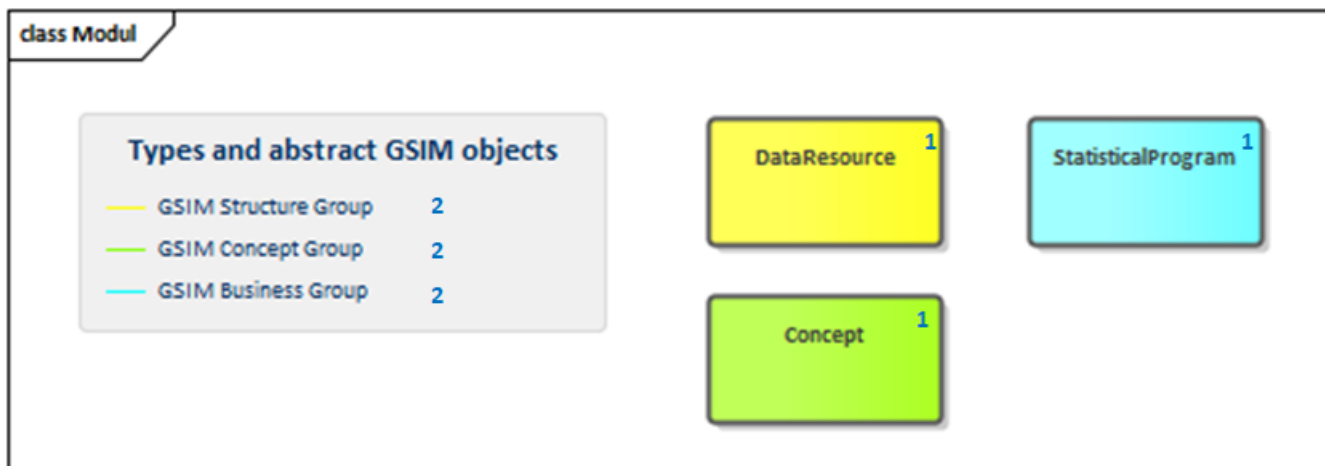 class Modul
Types and abstract GSIM objects
GSIM Structure Group 2
GSIM Concept Group 2
GSIM Business Group 2
DataResource 1
StatisticalProgram 1
Concept 1